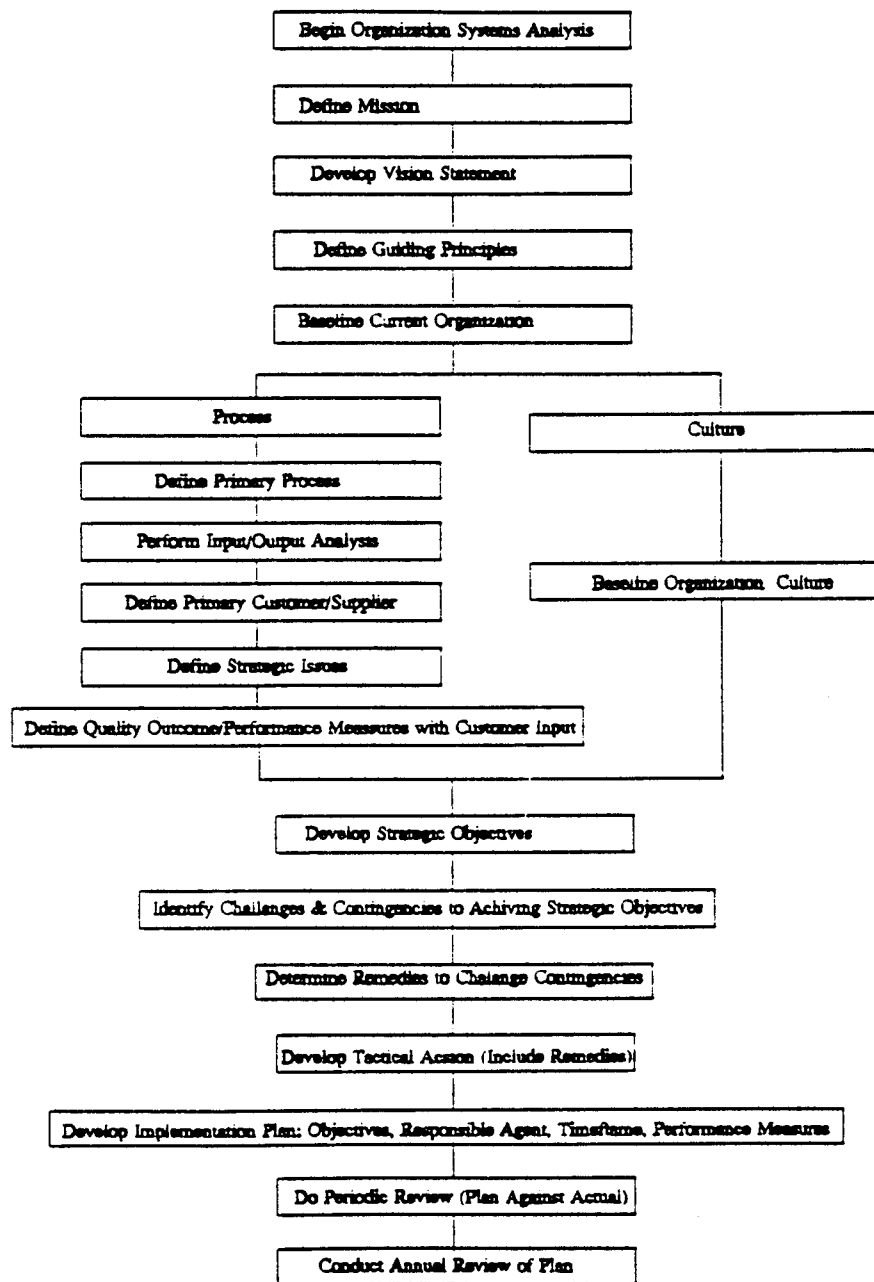 Begin Organization Systems Analysis
Define Mission
Develop Vision Statement
Define Guiding Principles
Baseline Current Organization
Process
Culture
Define Primary Process
Perform Input/Output Analysis
Define Primary Customer/Supplier
Baseline Organization Culture
Define Strategic Issues
Define Quality Outcome/Performance Measures with Customer Input
Develop Strategic Objectives
Identify Challanges & Contingencies to Achiving Strategic Objectives
Determine Remedies to Chalange Contingencies
Develop Tactical Action (Include Remedies)
Develop Implementation Plan: Objectives, Responsible Agent, Timeframe, Performance Measures
Do Periodic Review (Plan Against Actual)
Conduct Annual Review of Plan